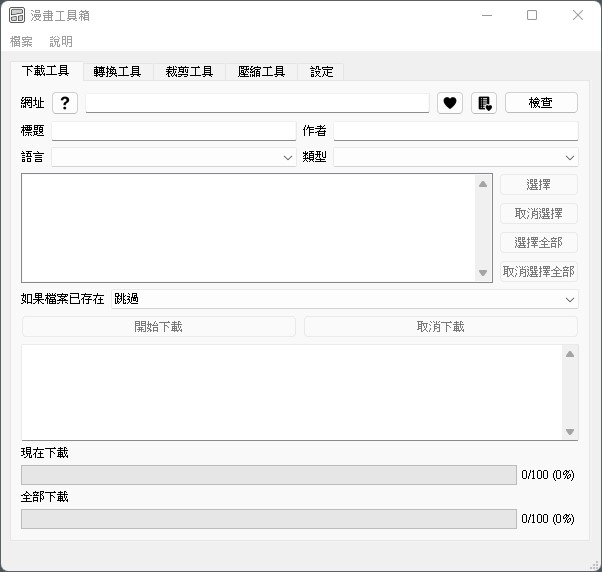 漫畫工具箱
檔案 說明
下載工具 轉換工具 裁剪工具 壓縮工具 設定
網址 ? 檢查
標題 作者
語言 類型
選擇
取消選擇
選擇全部
取消選擇全部
如果檔案已存在 跳過
開始下載 取消下載
現在下載
0/100 (0%)
全部下載
0/100 (0%)